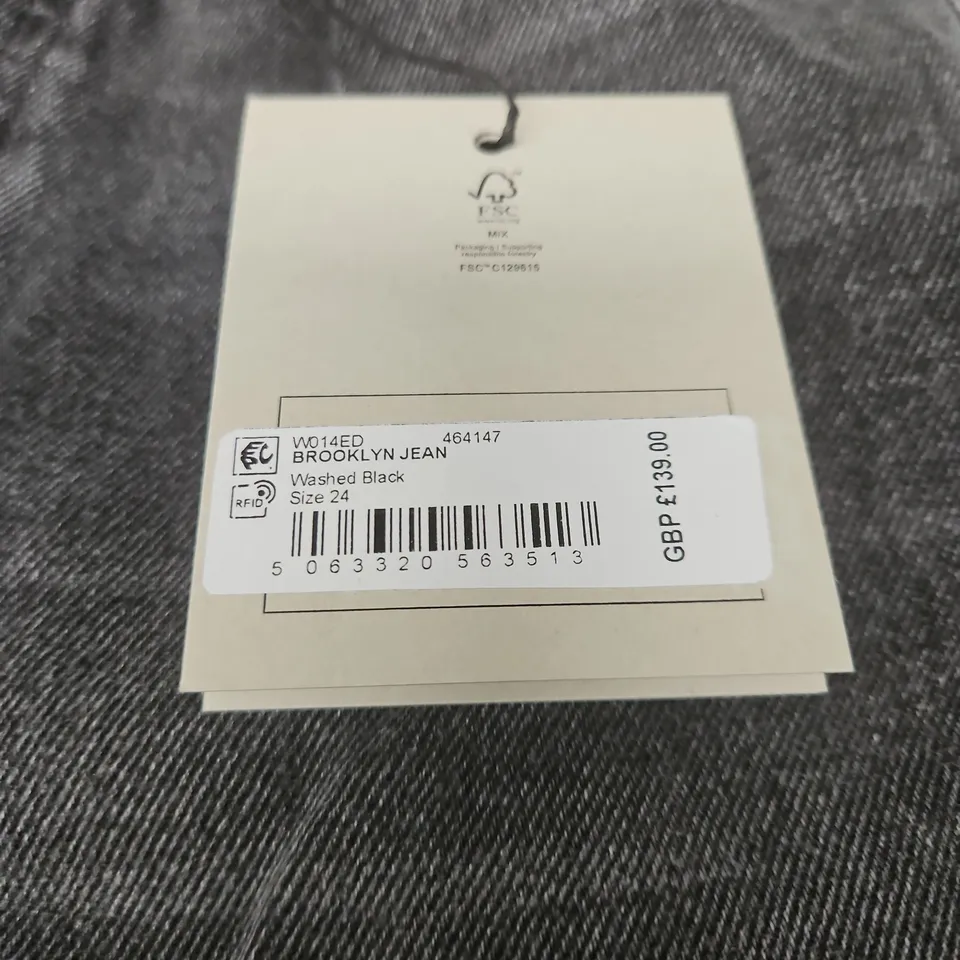 FSC
MIX
Packaging | Supporting
responsible forestry
FSC™ C129615
W014ED 464147
BROOKLYN JEAN
Washed Black
Size 24
RFID
5 063320 563513
GBP £139.00